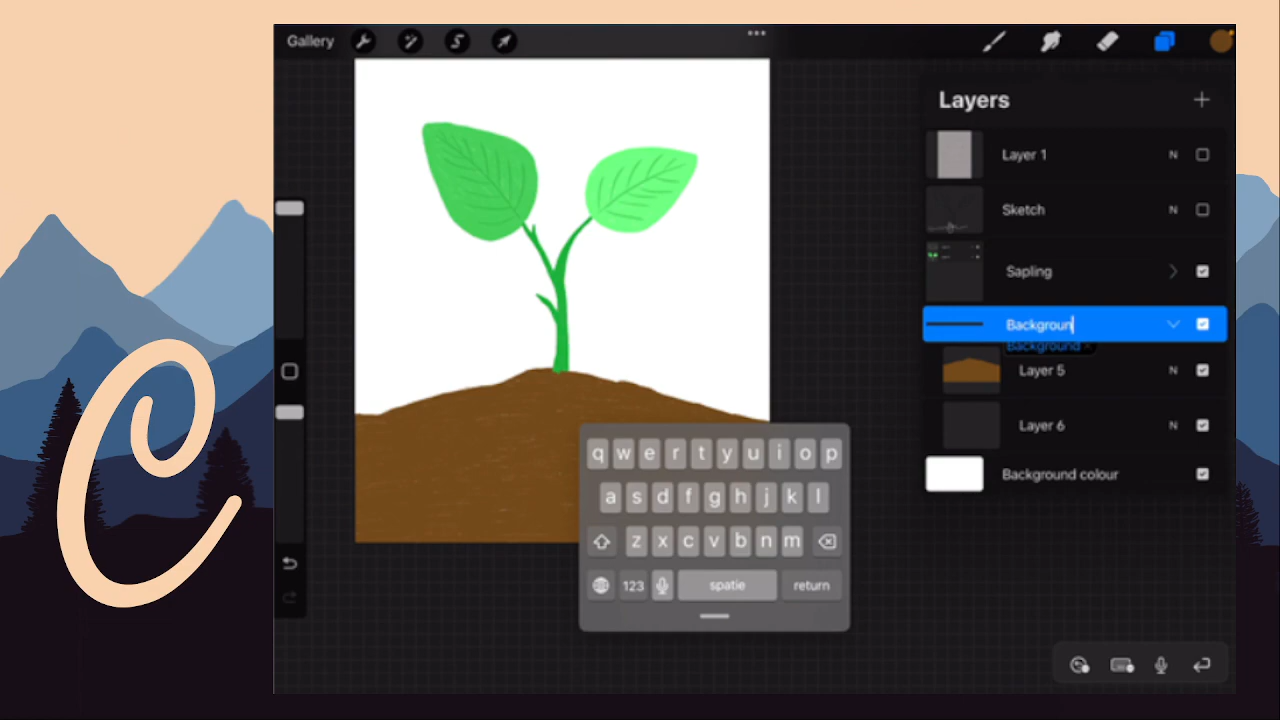 Gallery
Layers
Layer 1 N
Sketch N
Sapling
Backgroun
Background
Layer 5 N
Layer 6 N
Background colour
q w e r t y u i o p
a s d f g h j k l
z x c v b n m
123 spatie return
C